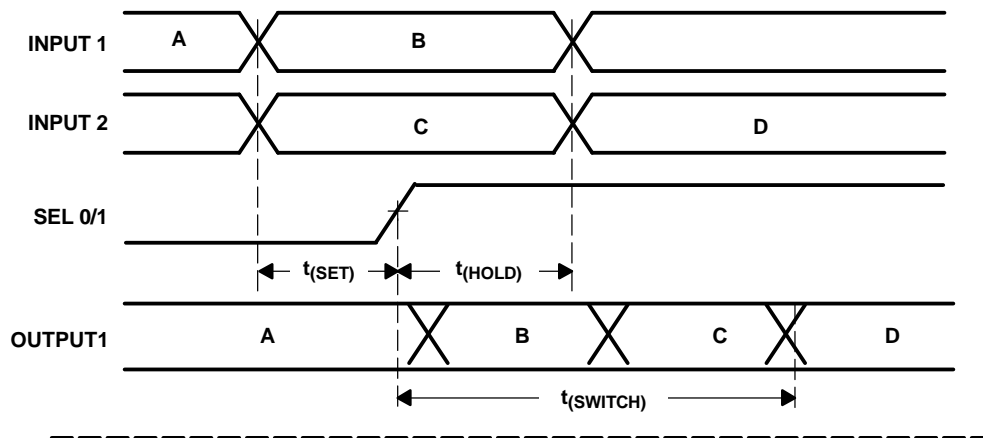 INPUT 1 A B
INPUT 2 C D
SEL 0/1
t(SET) t(HOLD)
OUTPUT1 A B C D
t(SWITCH)